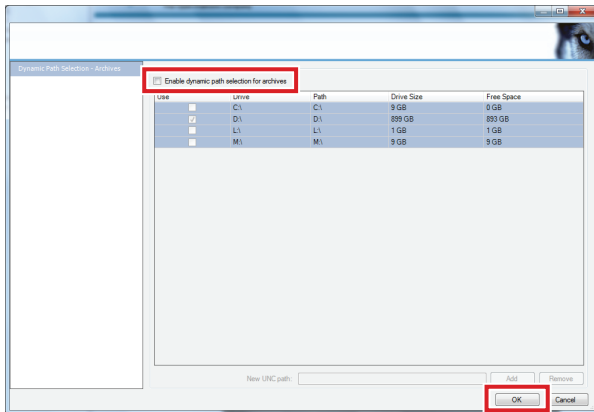 Dynamic Path Selection - Archives
Enable dynamic path selection for archives
Use Drive Path Drive Size Free Space
C:\ C:\ 9 GB 0 GB
D:\ D:\ 899 GB 893 GB
L:\ L:\ 1 GB 1 GB
M:\ M:\ 9 GB 9 GB
New UNC path: Add Remove
OK Cancel